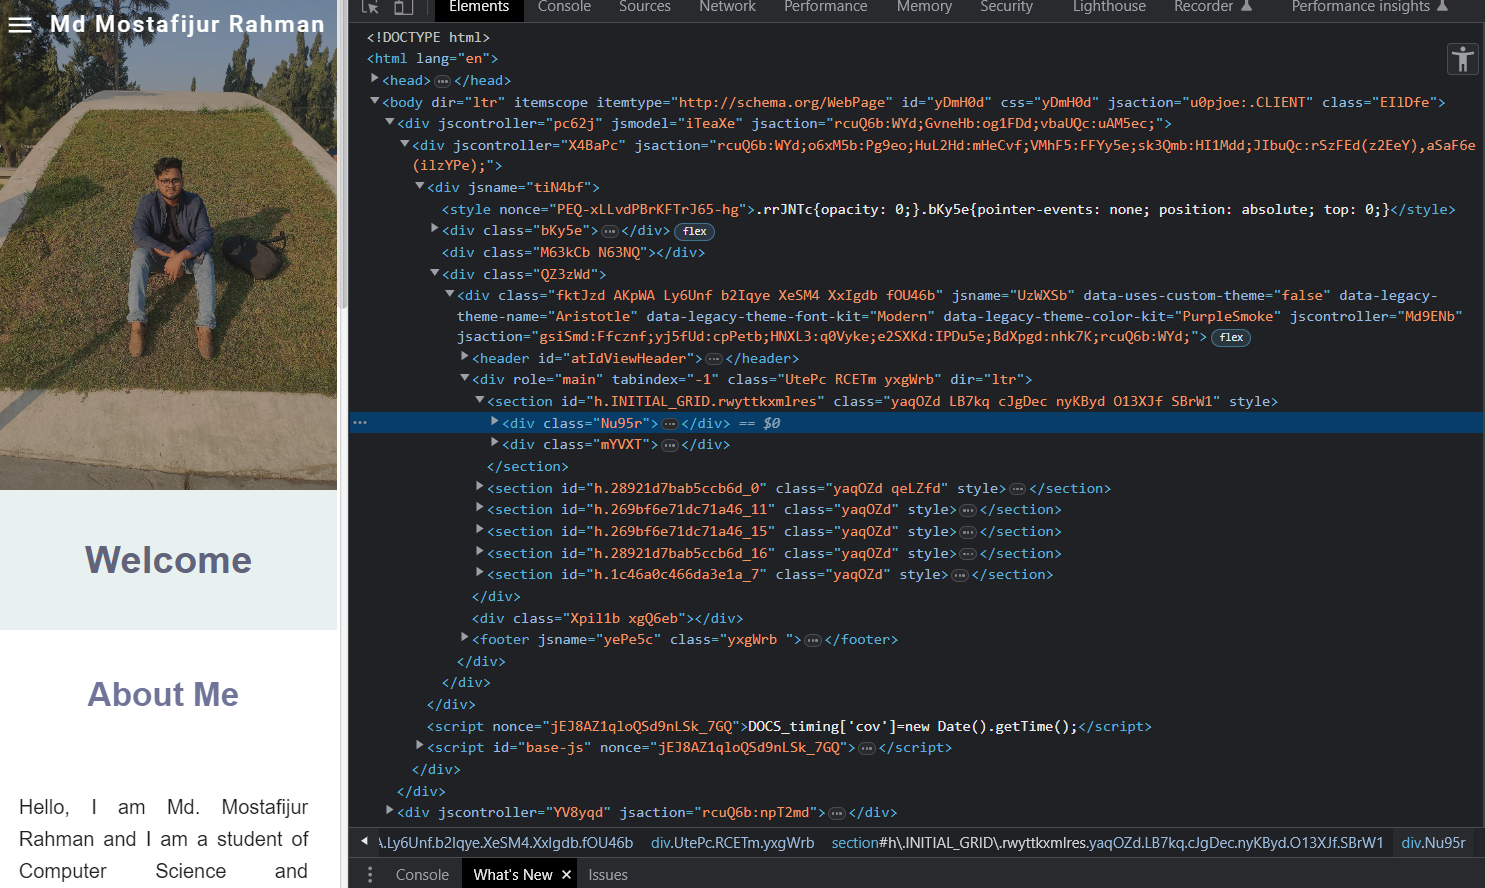 Md Mostafijur Rahman
Welcome
About Me
Hello, I am Md. Mostafijur
Rahman and I am a student of
Computer Science and
Elements Console Sources Network Performance Memory Security Lighthouse Recorder Performance insights
<!DOCTYPE html>
<html lang="en">
<head> ⋯ </head>
<body dir="ltr" itemscope itemtype="http://schema.org/WebPage" id="yDmH0d" css="yDmH0d" jsaction="u0pjoe:.CLIENT" class="EIlDfe">
<div jscontroller="pc62j" jsmodel="iTeaXe" jsaction="rcuQ6b:WYd;GvneHb:og1FDd;vbaUQc:uAM5ec;">
<div jscontroller="X4BaPc" jsaction="rcuQ6b:WYd;o6xM5b:Pg9eo;HuL2Hd:mHeCvf;VMhF5:FFYy5e;sk3Qmb:HI1Mdd;JIbuQc:rSzFEd(z2EeY),aSaF6e
(ilzYPe);">
<div jsname="tiN4bf">
<style nonce="PEQ-xLLvdPBrKFTrJ65-hg">.rrJNTc{opacity: 0;}.bKy5e{pointer-events: none; position: absolute; top: 0;}</style>
<div class="bKy5e"> ⋯ </div> flex
<div class="M63kCb N63NQ"></div>
<div class="QZ3zWd">
<div class="fktJzd AKpWA Ly6Unf b2Iqye XeSM4 XxIgdb fOU46b" jsname="UzWXSb" data-uses-custom-theme="false" data-legacy-
theme-name="Aristotle" data-legacy-theme-font-kit="Modern" data-legacy-theme-color-kit="PurpleSmoke" jscontroller="Md9ENb"
jsaction="gsiSmd:Ffcznf;yj5fUd:cpPetb;HNXL3:q0Vyke;e2SXKd:IPDu5e;BdXpgd:nhk7K;rcuQ6b:WYd;"> flex
<header id="atIdViewHeader"> ⋯ </header>
<div role="main" tabindex="-1" class="UtePc RCETm yxgWrb" dir="ltr">
<section id="h.INITIAL_GRID.rwyttkxmlres" class="yaqOZd LB7kq cJgDec nyKByd O13XJf SBrW1" style>
<div class="Nu95r"> ⋯ </div> == $0
<div class="mYVXT"> ⋯ </div>
</section>
<section id="h.28921d7bab5ccb6d_0" class="yaqOZd qeLZfd" style> ⋯ </section>
<section id="h.269bf6e71dc71a46_11" class="yaqOZd" style> ⋯ </section>
<section id="h.269bf6e71dc71a46_15" class="yaqOZd" style> ⋯ </section>
<section id="h.28921d7bab5ccb6d_16" class="yaqOZd" style> ⋯ </section>
<section id="h.1c46a0c466da3e1a_7" class="yaqOZd" style> ⋯ </section>
</div>
<div class="Xpil1b xgQ6eb"></div>
<footer jsname="yePe5c" class="yxgWrb "> ⋯ </footer>
</div>
</div>
</div>
<script nonce="jEJ8AZ1qloQSd9nLSk_7GQ">DOCS_timing['cov']=new Date().getTime();</script>
<script id="base-js" nonce="jEJ8AZ1qloQSd9nLSk_7GQ"> ⋯ </script>
</div>
</div>
<div jscontroller="YV8yqd" jsaction="rcuQ6b:npT2md"> ⋯ </div>
.Ly6Unf.b2Iqye.XeSM4.XxIgdb.fOU46b div.UtePc.RCETm.yxgWrb section#h\.INITIAL_GRID\.rwyttkxmlres.yaqOZd.LB7kq.cJgDec.nyKByd.O13XJf.SBrW1 div.Nu95r
Console What's New × Issues